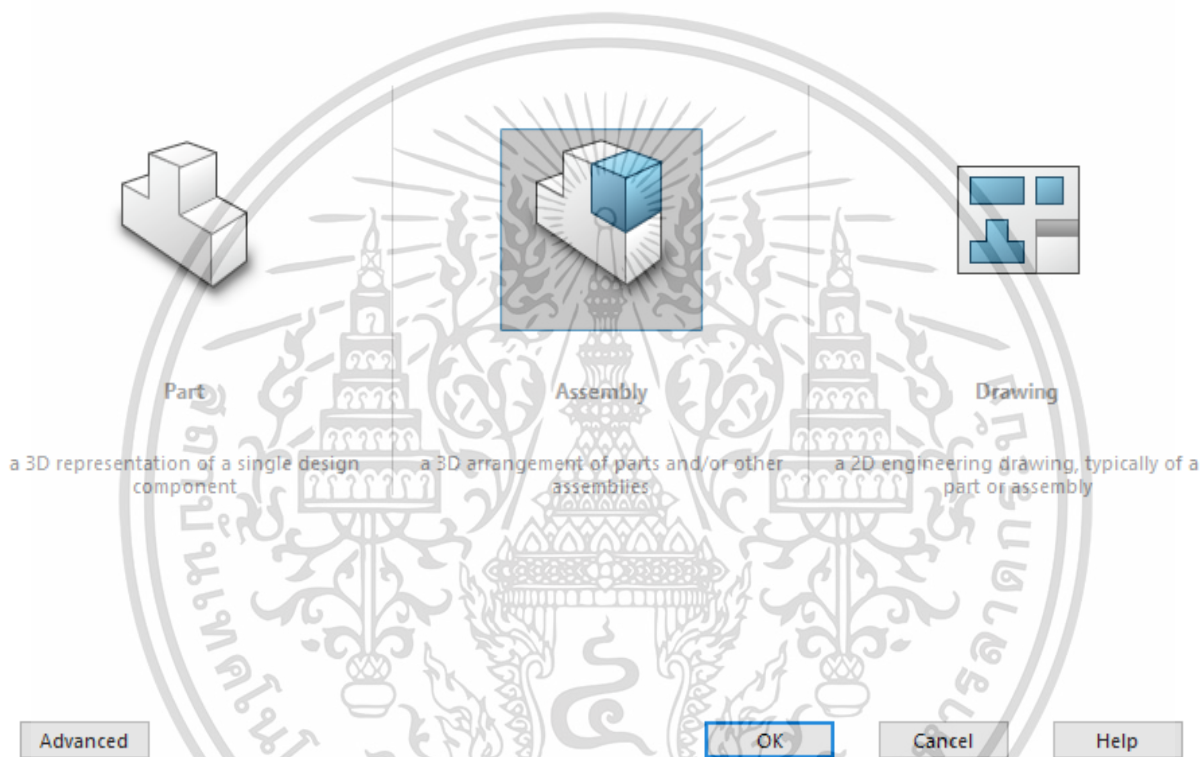 Part
Assembly
Drawing
a 3D representation of a single design
component
a 3D arrangement of parts and/or other
assemblies
a 2D engineering drawing, typically of a
part or assembly
Advanced
OK
Cancel
Help